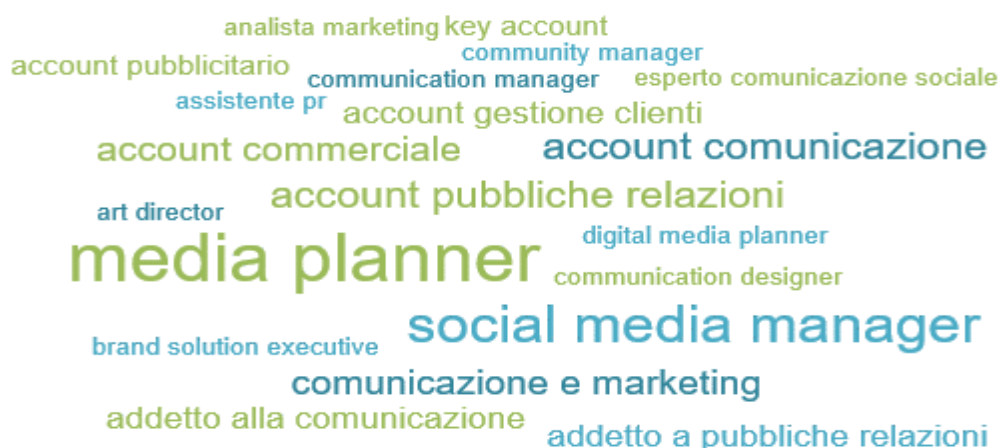 analista marketing key account
community manager
account pubblicitario
communication manager
esperto comunicazione sociale
assistente pr
account gestione clienti
account commerciale
account comunicazione
account pubbliche relazioni
art director
digital media planner
media planner
communication designer
social media manager
brand solution executive
comunicazione e marketing
addetto alla comunicazione
addetto a pubbliche relazioni